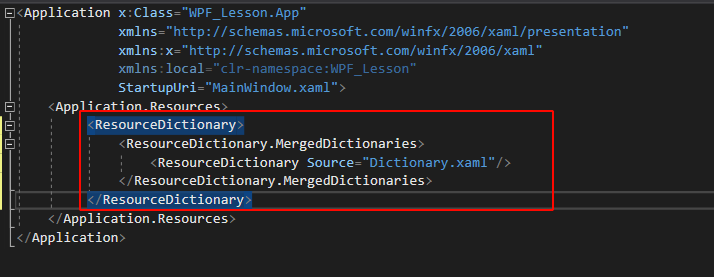 <Application x:Class="WPF_Lesson.App"
xmlns="http://schemas.microsoft.com/winfx/2006/xaml/presentation"
xmlns:x="http://schemas.microsoft.com/winfx/2006/xaml"
xmlns:local="clr-namespace:WPF_Lesson"
StartupUri="MainWindow.xaml">
<Application.Resources>
<ResourceDictionary>
<ResourceDictionary.MergedDictionaries>
<ResourceDictionary Source="Dictionary.xaml"/>
</ResourceDictionary.MergedDictionaries>
</ResourceDictionary>
</Application.Resources>
</Application>